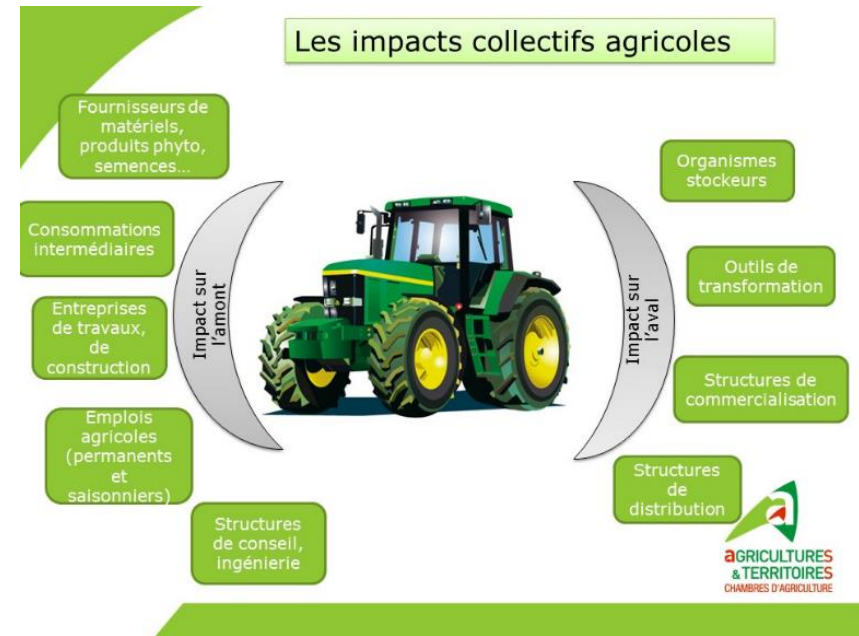 Les impacts collectifs agricoles
Fournisseurs de
matériels,
produits phyto,
semences...
Consommations
intermédiaires
Entreprises
de travaux,
de
construction
Emplois
agricoles
(permanents
et
saisonniers)
Structures
de conseil,
ingénierie
Impact sur
l'amont
Impact sur
l'aval
Organismes
stockeurs
Outils de
transformation
Structures de
commercialisation
Structures
de
distribution
aGRICULTURES
& TERRITOIRES
CHAMBRES D'AGRICULTURE